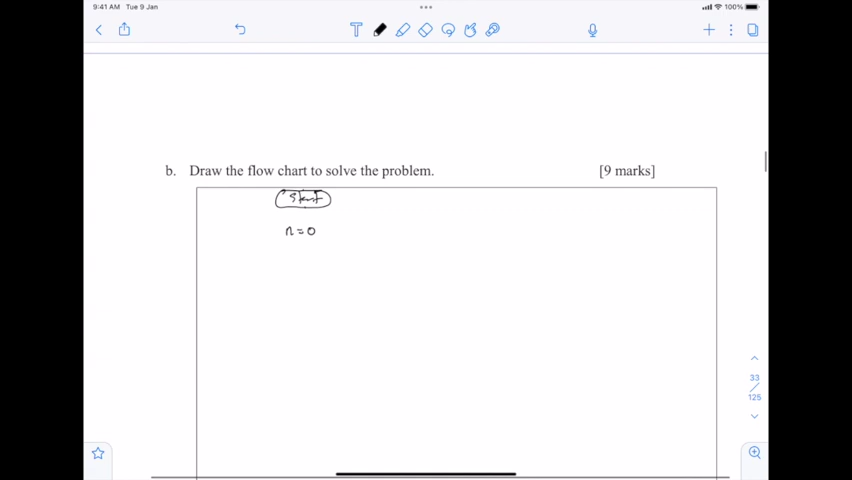 9:41 AM Tue 9 Jan 100%
b. Draw the flow chart to solve the problem. [9 marks]
Start
n=0
33
125